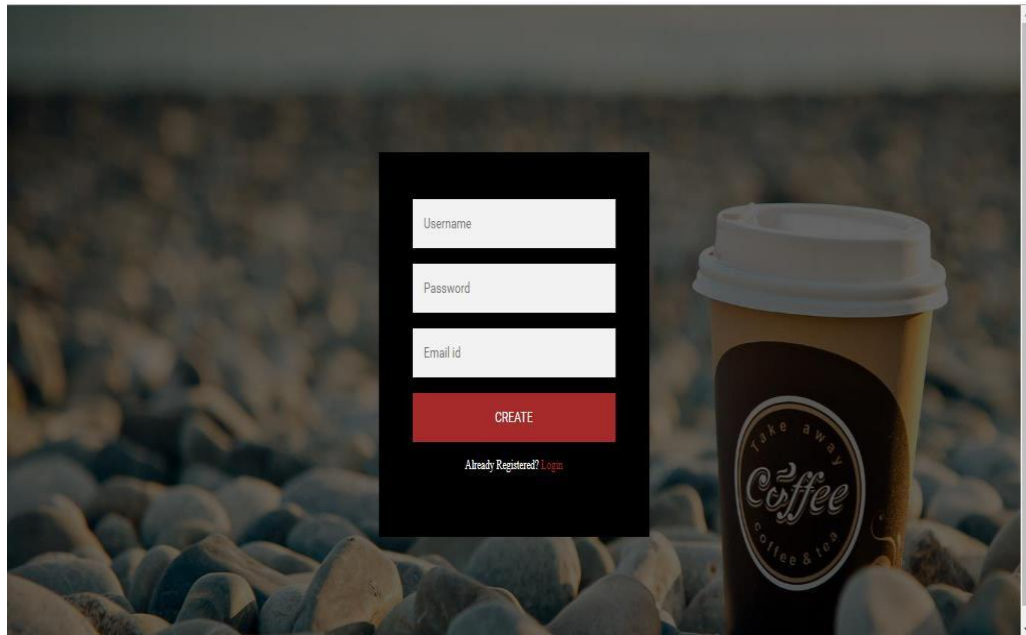 Username
Password
Email id
CREATE
Already Registered? Login
Take away
Coffee
Coffee & tea